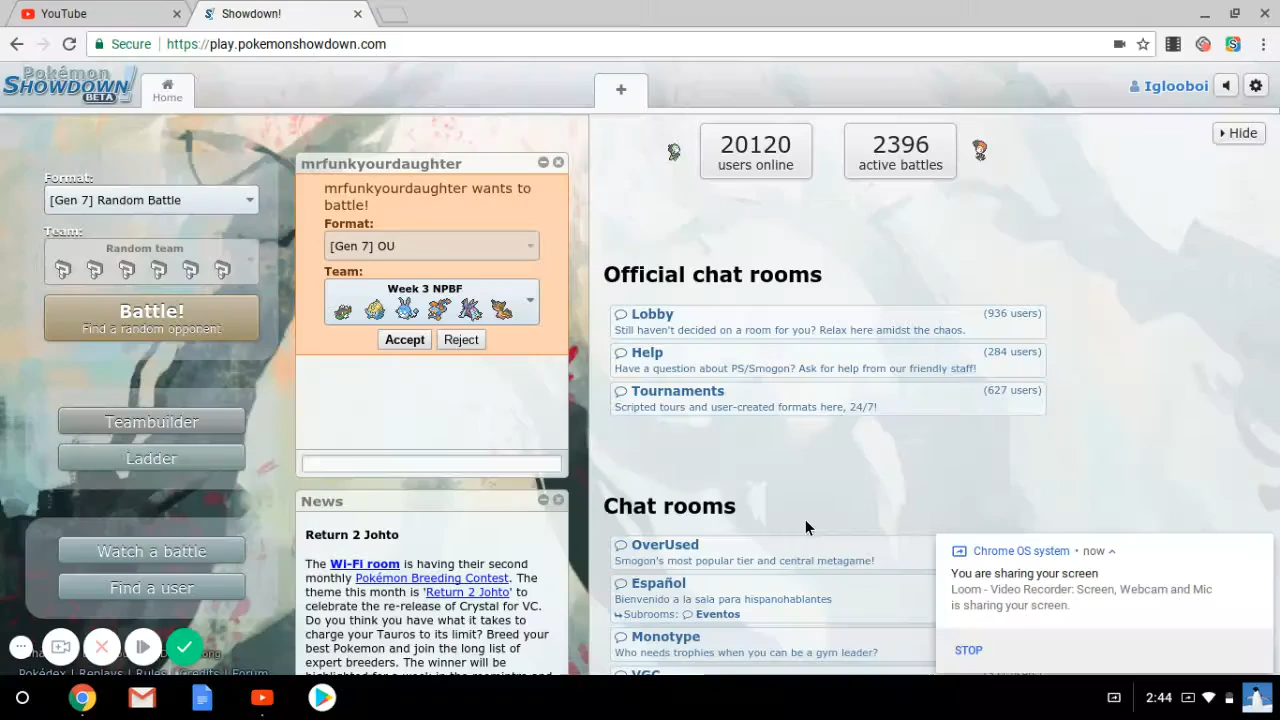 YouTube
Showdown!
Secure
https://play.pokemonshowdown.com
Pokémon
SHOWDOWN!
BETA
Home
+
Igloooboi
Hide
20120
users online
2396
active battles
Format:
[Gen 7] Random Battle
Team:
Random team
Battle!
Find a random opponent
Teambuilder
Ladder
Watch a battle
Find a user
Pokédex | Replays | Rules | Credits | Forum
mrfunkyourdaughter
mrfunkyourdaughter wants to
battle!
Format:
[Gen 7] OU
Team:
Week 3 NPBF
Accept
Reject
News
Return 2 Johto
The Wi-Fi room is having their second
monthly Pokémon Breeding Contest. The
theme this month is 'Return 2 Johto' to
celebrate the re-release of Crystal for VC.
Do you think you have what it takes to
charge your Tauros to its limit? Breed your
best Pokemon and join the long list of
expert breeders. The winner will be
Official chat rooms
Lobby
(936 users)
Still haven't decided on a room for you? Relax here amidst the chaos.
Help
(284 users)
Have a question about PS/Smogon? Ask for help from our friendly staff!
Tournaments
(627 users)
Scripted tours and user-created formats here, 24/7!
Chat rooms
OverUsed
Smogon's most popular tier and central metagame!
Español
Bienvenido a la sala para hispanohablantes
Subrooms: Eventos
Monotype
Who needs trophies when you can be a gym leader?
VGC
Chrome OS system • now
You are sharing your screen
Loom - Video Recorder: Screen, Webcam and Mic
is sharing your screen.
STOP
2:44